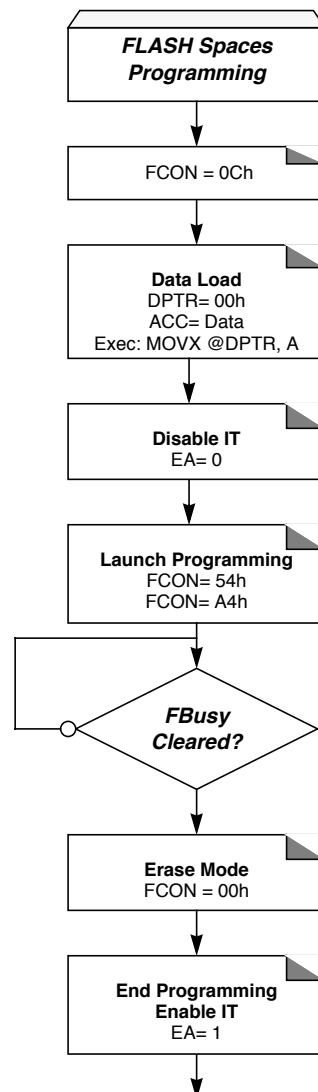 FLASH Spaces
Programming
FCON = 0Ch
Data Load
DPTR= 00h
ACC= Data
Exec: MOVX @DPTR, A
Disable IT
EA= 0
Launch Programming
FCON= 54h
FCON= A4h
FBusy
Cleared?
Erase Mode
FCON = 00h
End Programming
Enable IT
EA= 1